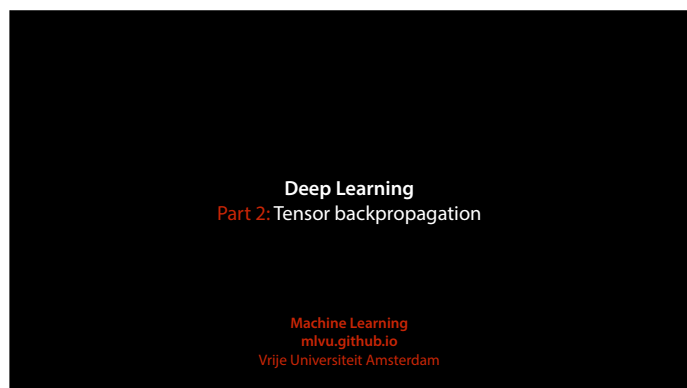 Deep Learning
Part 2: Tensor backpropagation
Machine Learning
mlvu.github.io
Vrije Universiteit Amsterdam